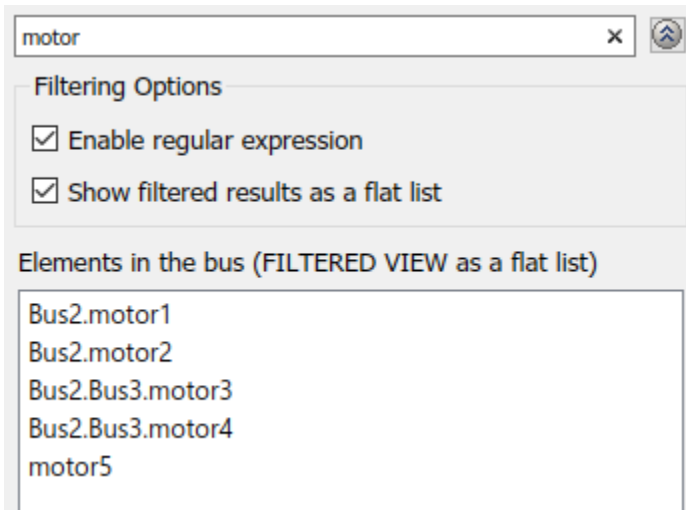 motor
Filtering Options
Enable regular expression
Show filtered results as a flat list
Elements in the bus (FILTERED VIEW as a flat list)
Bus2.motor1
Bus2.motor2
Bus2.Bus3.motor3
Bus2.Bus3.motor4
motor5